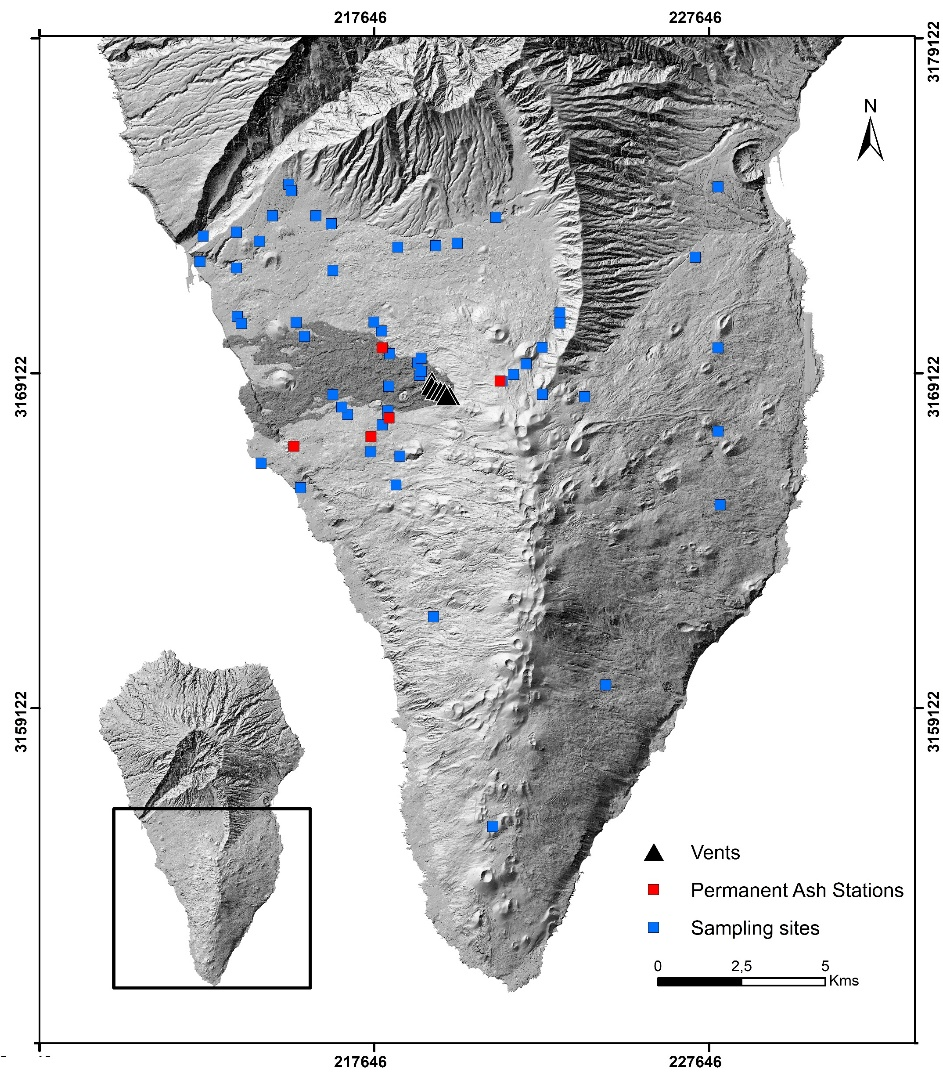 217646 227646
3179122
N
3169122 3169122
3159122 3159122
Vents
Permanent Ash Stations
Sampling sites
0 2,5 5
Kms
217646 227646